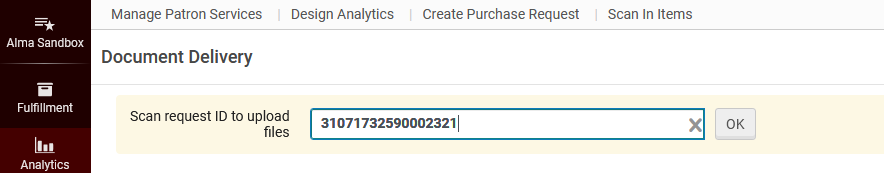 Manage Patron Services | Design Analytics | Create Purchase Request | Scan In Items
Alma Sandbox
Document Delivery
Fulfillment
Scan request ID to upload
files
31071732590002321
OK
Analytics